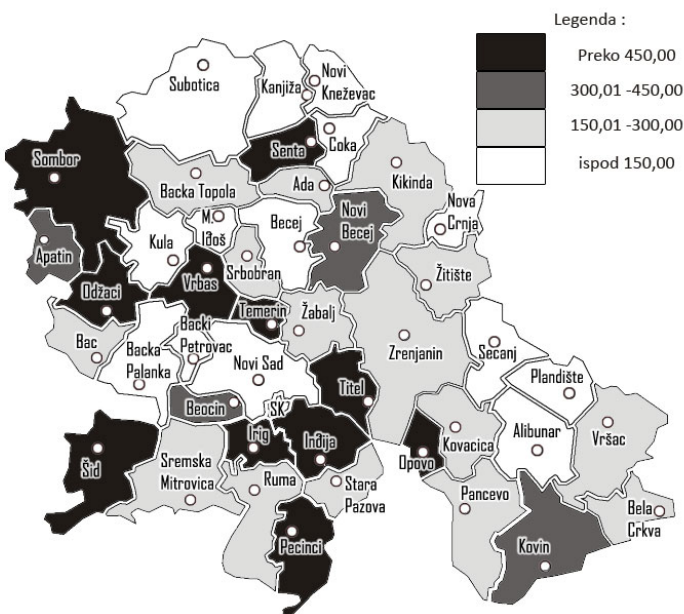 Legenda :
Preko 450,00
300,01 -450,00
150,01 -300,00
ispod 150,00
Subotica
Kanjiža
Novi
Kneževac
Coka
Senta
Sombor
Backa Topola
Ada
Kikinda
Nova
Crnja
Novi
Becej
Becej
M.
Iđoš
Kula
Apatin
Srbobran
Žitište
Vrbas
Odžaci
Temerin
Žabalj
Zrenjanin
Secanj
Bac
Backi
Petrovac
Backa
Palanka
Novi Sad
Titel
Plandište
Beocin
SK
Irig
Inđija
Opovo
Kovacica
Alibunar
Vršac
Šid
Sremska
Mitrovica
Ruma
Stara
Pazova
Pancevo
Bela
Crkva
Pecinci
Kovin